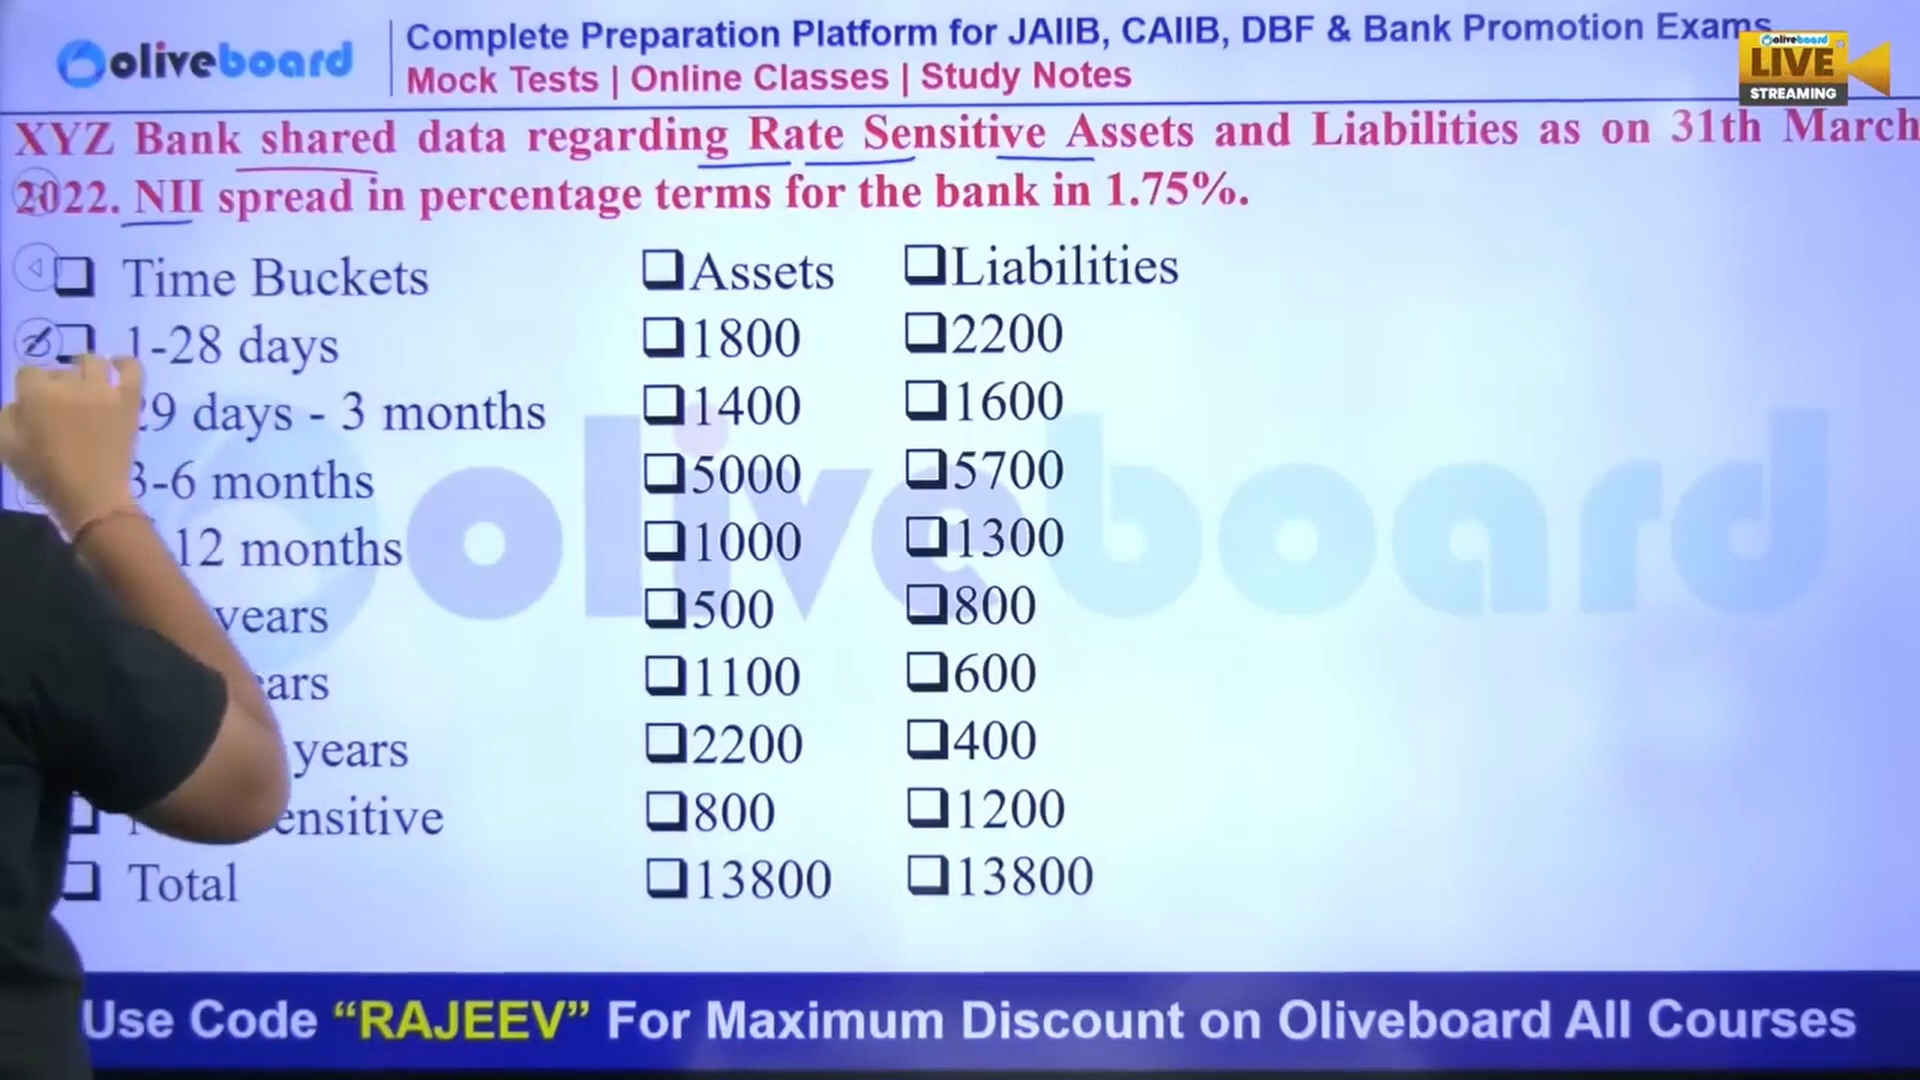 oliveboard
Complete Preparation Platform for JAIIB, CAIIB, DBF & Bank Promotion Exams
Mock Tests | Online Classes | Study Notes
oliveboard
LIVE
STREAMING
XYZ Bank shared data regarding Rate Sensitive Assets and Liabilities as on 31th March
2022. NII spread in percentage terms for the bank in 1.75%.
Time Buckets Assets Liabilities
1-28 days 1800 2200
29 days - 3 months 1400 1600
3-6 months 5000 5700
12 months 1000 1300
years 500 800
1100 600
years 2200 400
800 1200
Total 13800 13800
oliveboard
Use Code “RAJEEV” For Maximum Discount on Oliveboard All Courses